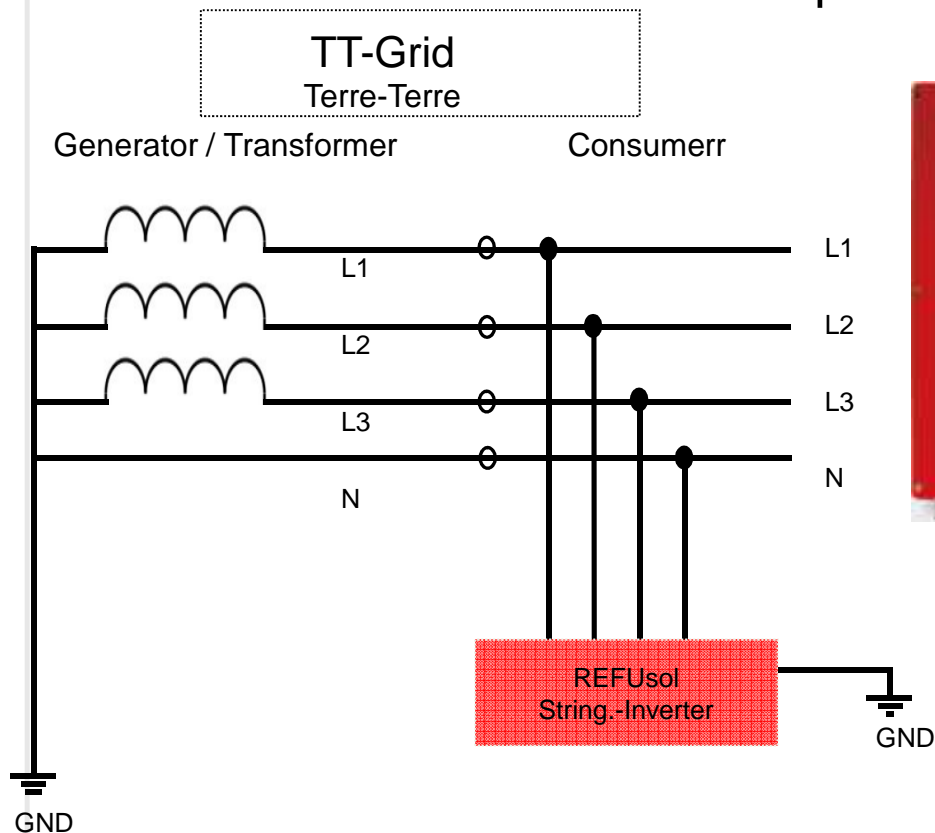 TT-Grid
Terre-Terre
Generator / Transformer
Consumerr
L1
L1
L2
L2
L3
L3
N
N
REFUsol
String.-Inverter
GND
GND